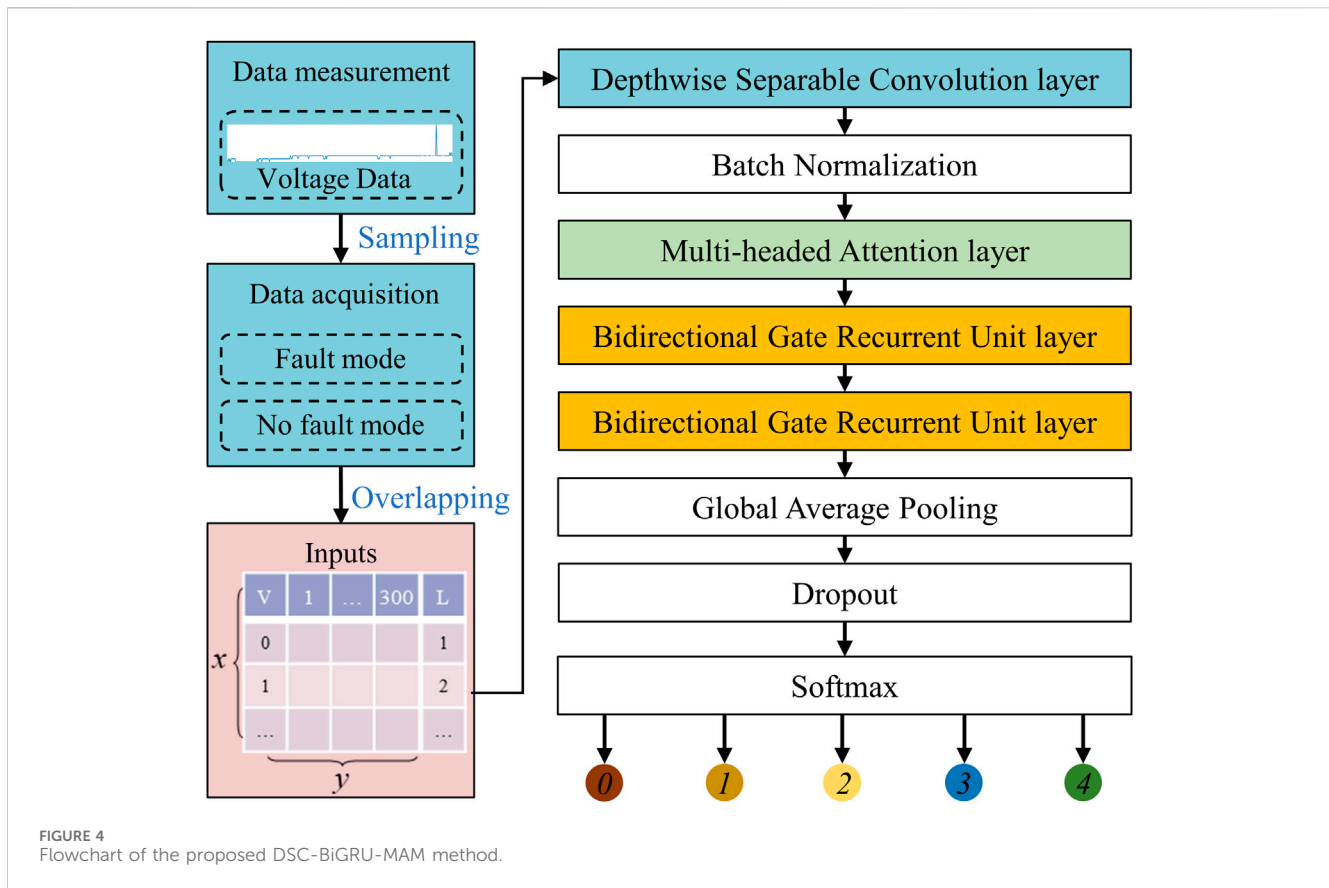 Data measurement
Voltage Data
Sampling
Data acquisition
Fault mode
No fault mode
Overlapping
Inputs
V 1 ... 300 L
0 1
x
1 2
... ...
y
Depthwise Separable Convolution layer
Batch Normalization
Multi-headed Attention layer
Bidirectional Gate Recurrent Unit layer
Bidirectional Gate Recurrent Unit layer
Global Average Pooling
Dropout
Softmax
0 1 2 3 4
FIGURE 4
Flowchart of the proposed DSC-BiGRU-MAM method.